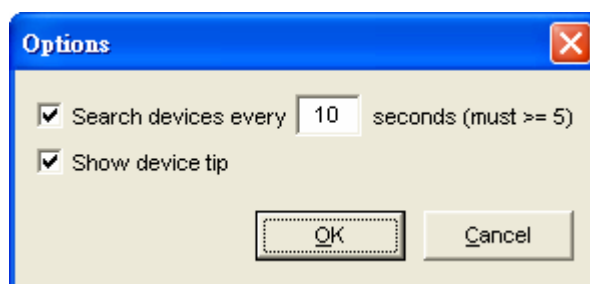 Options
Search devices every 10 seconds (must >= 5)
Show device tip
OK Cancel